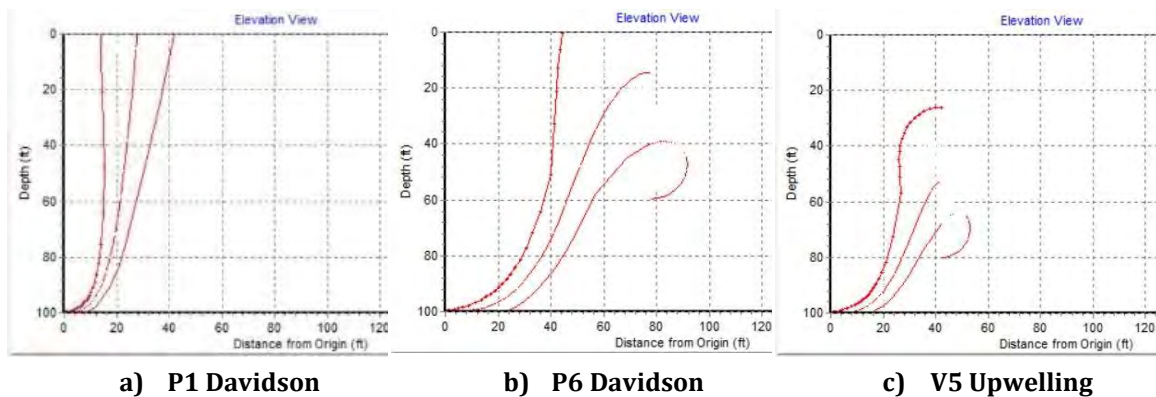 Elevation View
0
20
40
60
80
100
Depth (ft)
0 20 40 60 80 100 120
Distance from Origin (ft)
a) P1 Davidson
Elevation View
0
20
40
60
80
100
Depth (ft)
0 20 40 60 80 100 120
Distance from Origin (ft)
b) P6 Davidson
Elevation View
0
20
40
60
80
100
Depth (ft)
0 20 40 60 80 100 120
Distance from Origin (ft)
c) V5 Upwelling